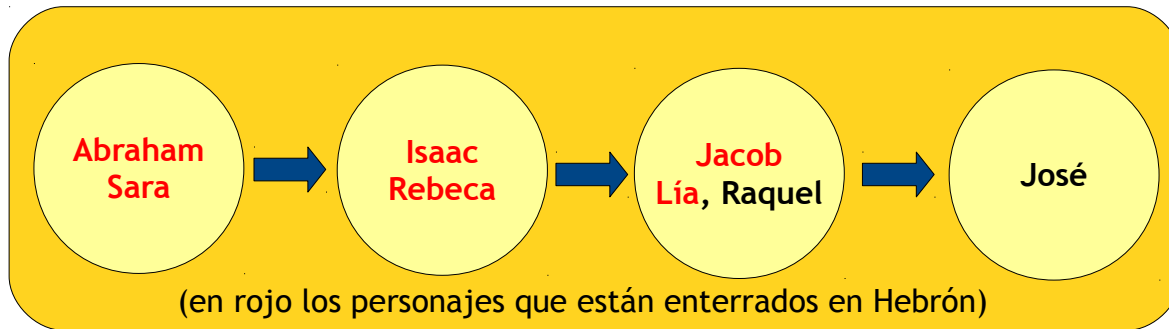 Abraham
Sara
Isaac
Rebeca
Jacob
Lía, Raquel
José
(en rojo los personajes que están enterrados en Hebrón)